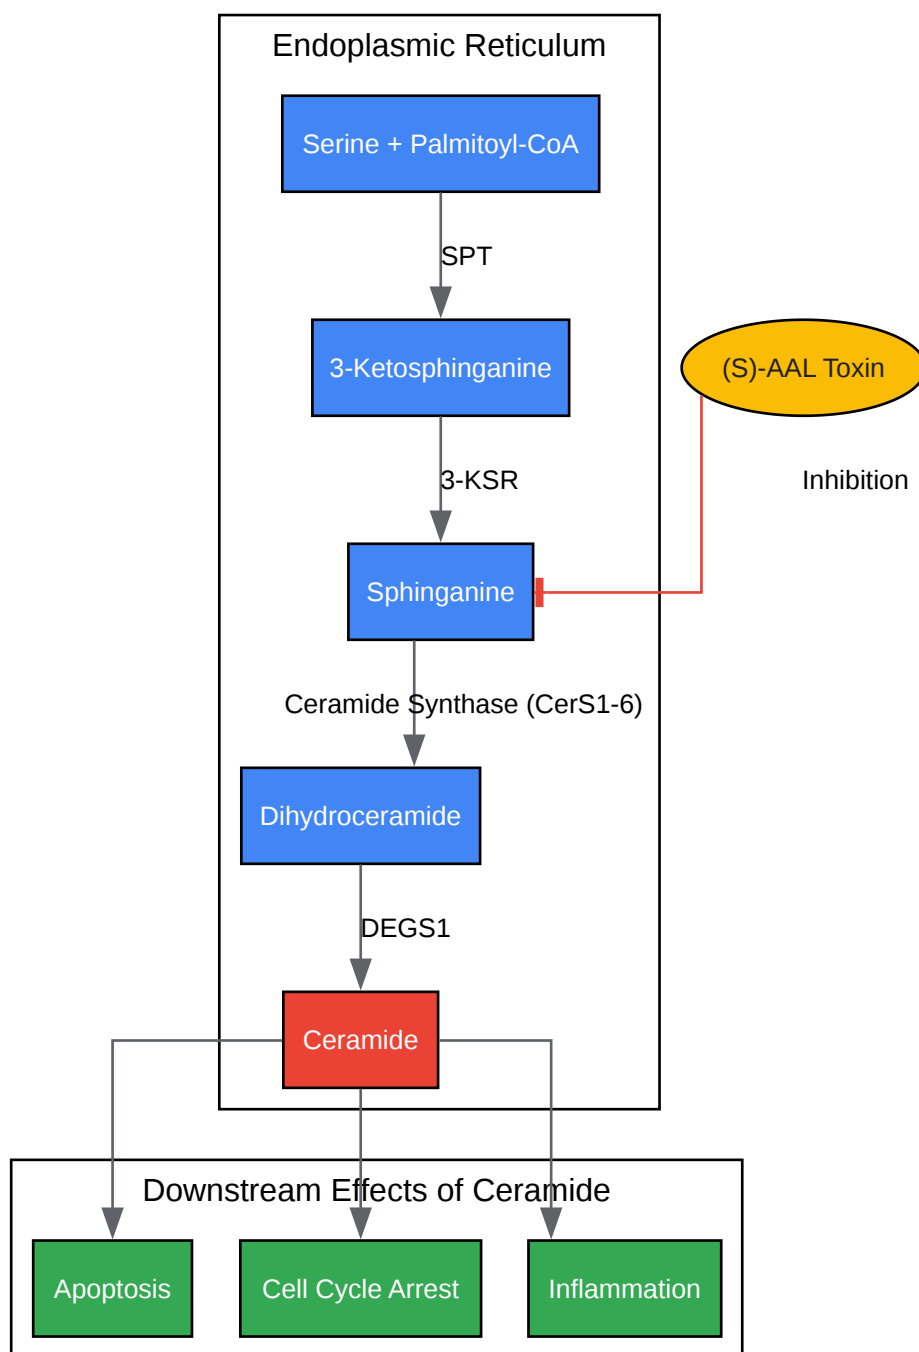 Endoplasmic Reticulum
Serine + Palmitoyl-CoA
SPT
3-Ketosphinganine
(S)-AAL Toxin
3-KSR
Inhibition
Sphinganine
Ceramide Synthase (CerS1-6)
Dihydroceramide
DEGS1
Ceramide
Downstream Effects of Ceramide
Apoptosis
Cell Cycle Arrest
Inflammation